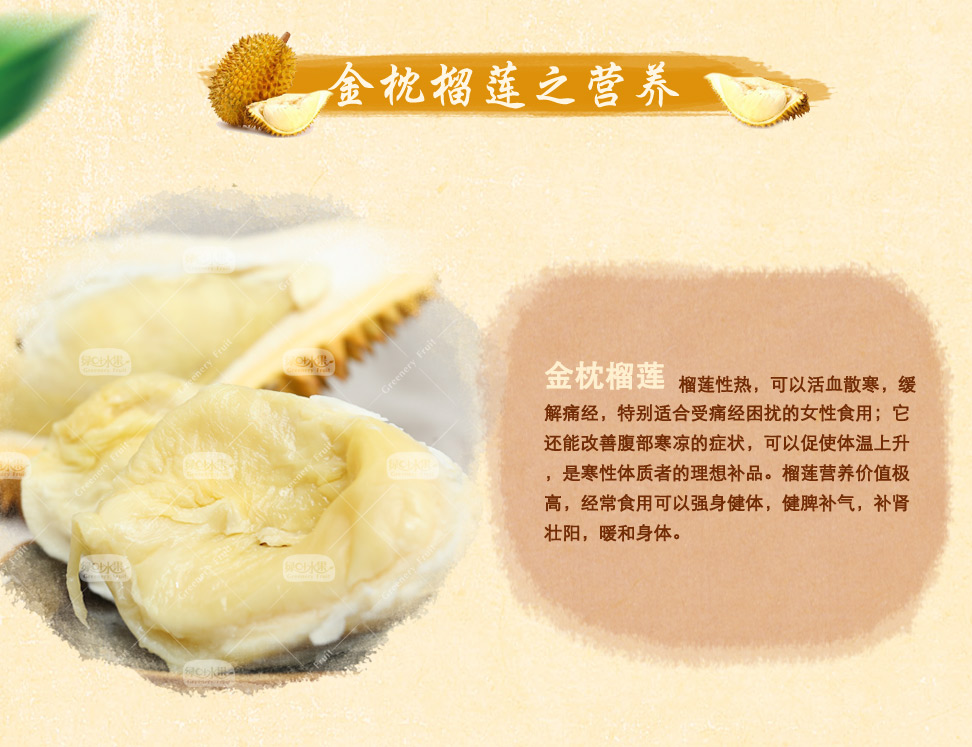 金枕榴莲之营养
金枕榴莲 榴莲性热，可以活血散寒，缓
解痛经，特别适合受痛经困扰的女性食用；它
还能改善腹部寒凉的症状，可以促使体温上升
，是寒性体质者的理想补品。榴莲营养价值极
高，经常食用可以强身健体，健脾补气，补肾
壮阳，暖和身体。
Greenery Fruit
Greenery Fruit